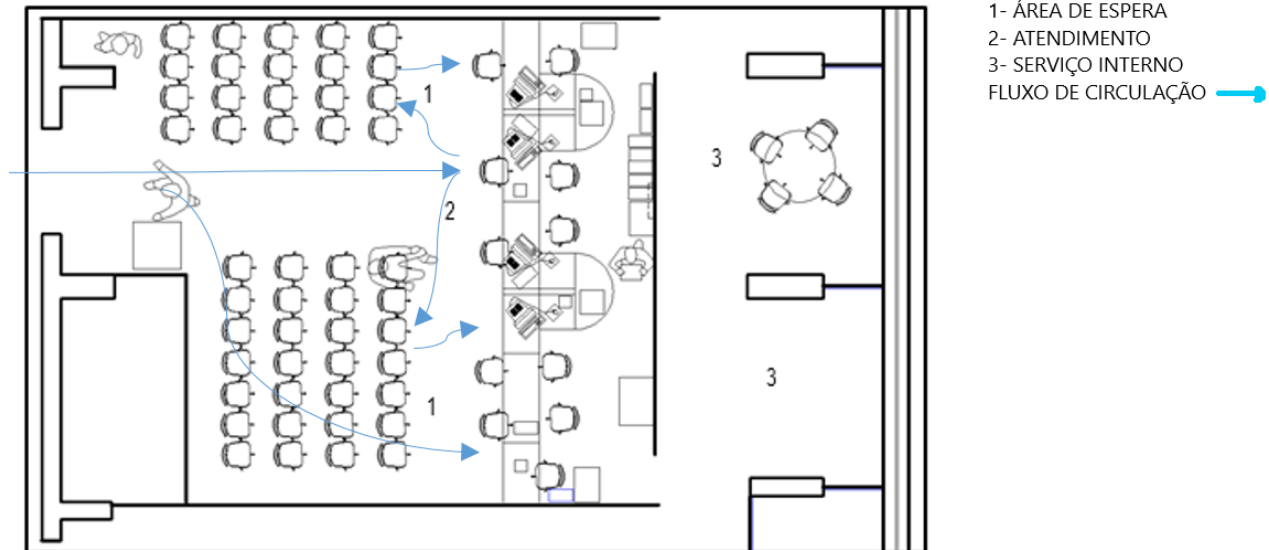 1- ÁREA DE ESPERA
2- ATENDIMENTO
3- SERVIÇO INTERNO
FLUXO DE CIRCULAÇÃO
1
3
2
3
1